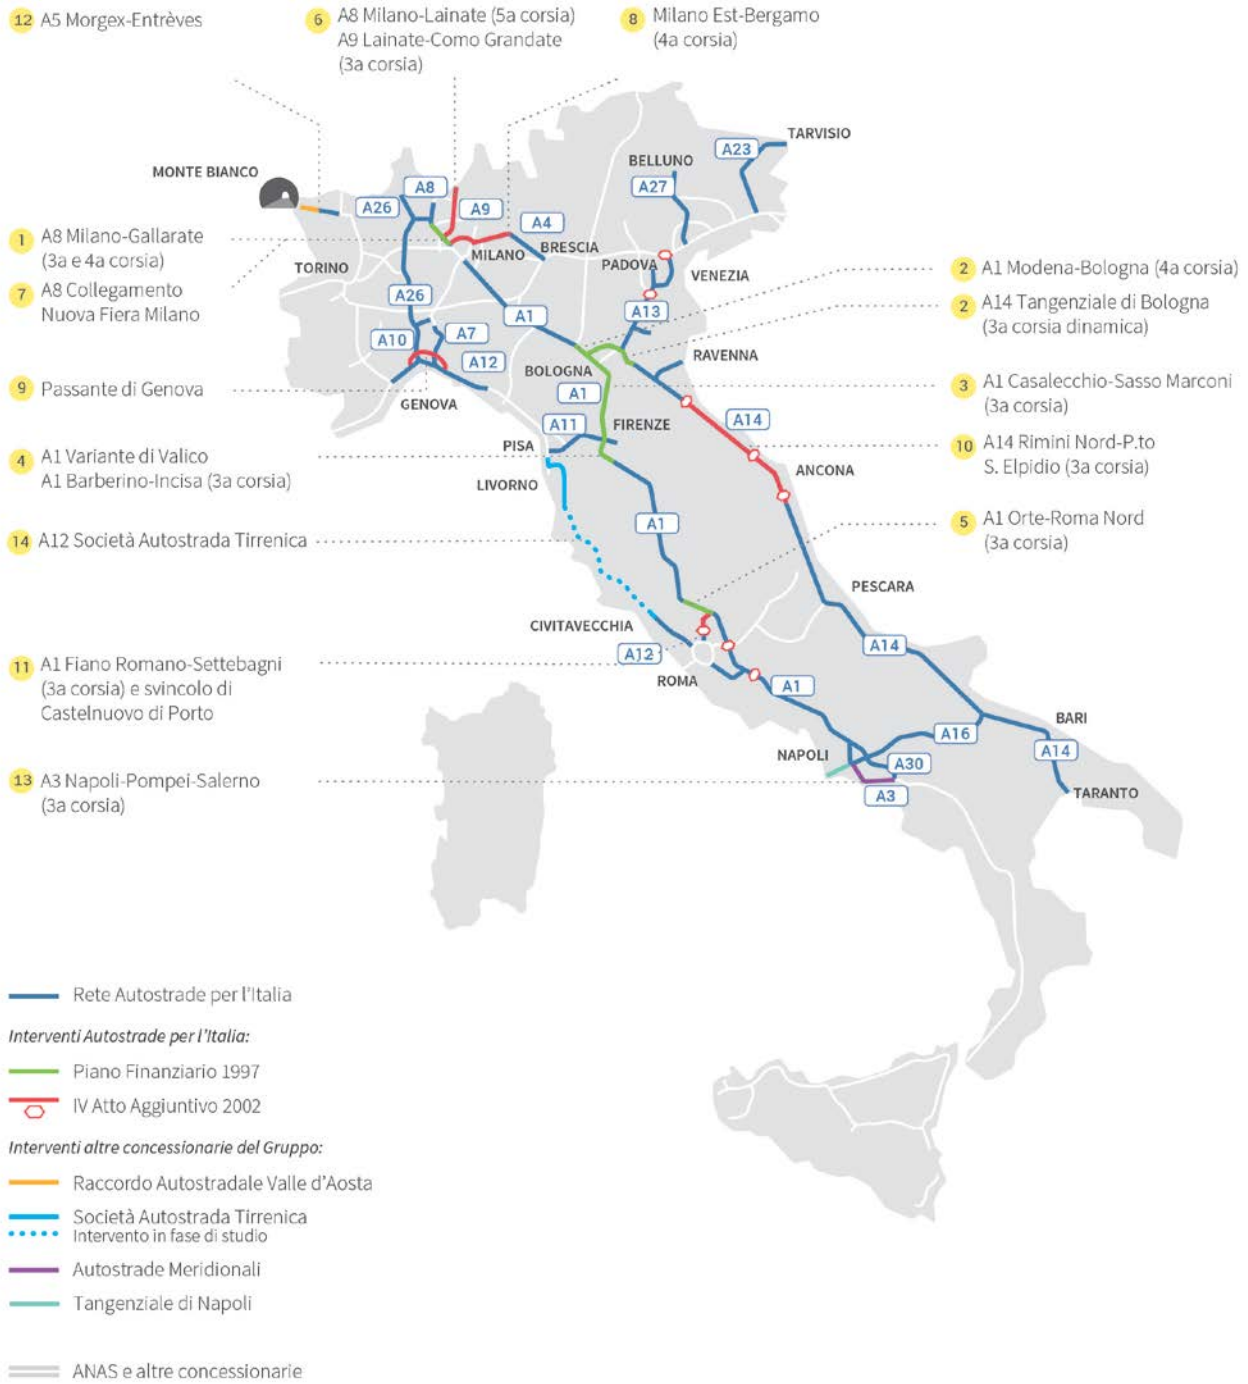 12 A5 Morgex-Entrèves
6 A8 Milano-Lainate (5a corsia)
A9 Lainate-Como Grandate
(3a corsia)
8 Milano Est-Bergamo
(4a corsia)
TARVISIO
A23
BELLUNO
A27
MONTE BIANCO
A8
A26
A9
A4
1 A8 Milano-Gallarate
(3a e 4a corsia)
MILANO
BRESCIA
TORINO
PADOVA
VENEZIA
7 A8 Collegamento
Nuova Fiera Milano
2 A1 Modena-Bologna (4a corsia)
2 A14 Tangenziale di Bologna
(3a corsia dinamica)
A26
A1
A13
A10
A7
A12
RAVENNA
BOLOGNA
9 Passante di Genova
GENOVA
A1
3 A1 Casalecchio-Sasso Marconi
(3a corsia)
A11
FIRENZE
A14
PISA
10 A14 Rimini Nord-P.to
S. Elpidio (3a corsia)
4 A1 Variante di Valico
A1 Barberino-Incisa (3a corsia)
ANCONA
LIVORNO
A1
5 A1 Orte-Roma Nord
(3a corsia)
14 A12 Società Autostrada Tirrenica
PESCARA
CIVITAVECCHIA
A12
A14
11 A1 Fiano Romano-Settebagni
(3a corsia) e svincolo di
Castelnuovo di Porto
ROMA
A1
BARI
A16
A14
NAPOLI
A30
13 A3 Napoli-Pompei-Salerno
(3a corsia)
A3
TARANTO
Rete Autostrade per l'Italia
Interventi Autostrade per l'Italia:
Piano Finanziario 1997
IV Atto Aggiuntivo 2002
Interventi altre concessionarie del Gruppo:
Raccordo Autostradale Valle d'Aosta
Società Autostrada Tirrenica
Intervento in fase di studio
Autostrade Meridionali
Tangenziale di Napoli
ANAS e altre concessionarie